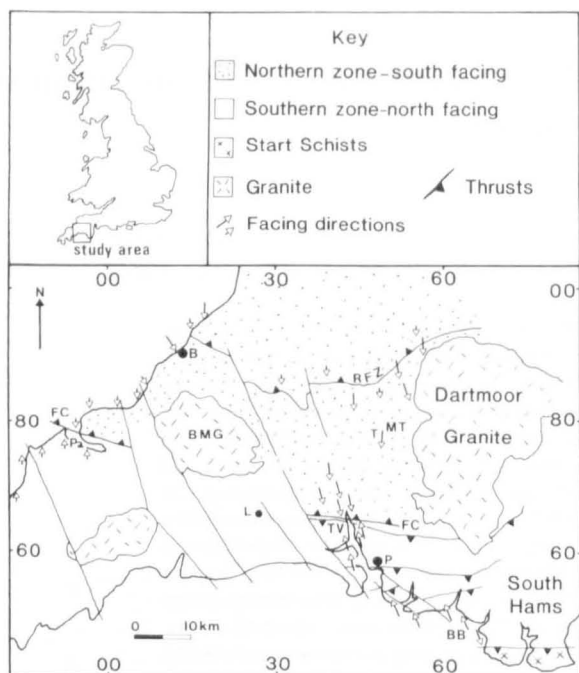 Key
Northern zone-south facing
Southern zone-north facing
Start Schists
Granite
Thrusts
Facing directions
study area
00 30 60 00
N
B
RFZ
Dartmoor
Granite
80
FC
BMG
T
MT
80
L
TV
FC
60
P
60
South
Hams
0 10km
BB
00 30 60